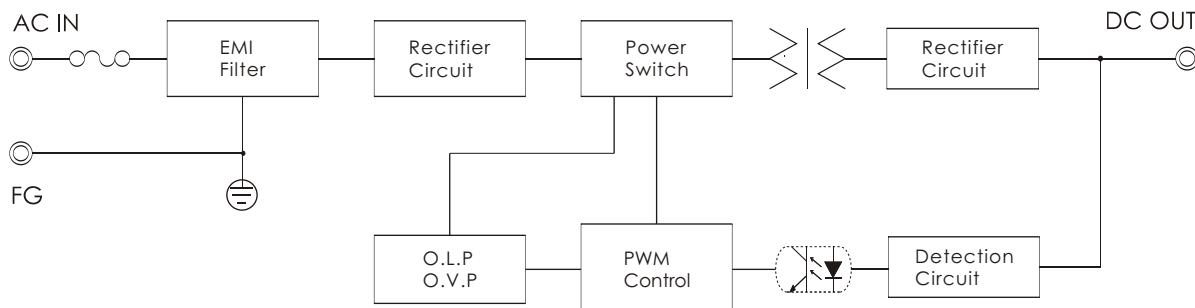 AC IN
DC OUT
EMI
Filter
Rectifier
Circuit
Power
Switch
Rectifier
Circuit
FG
O.L.P
O.V.P
PWM
Control
Detection
Circuit